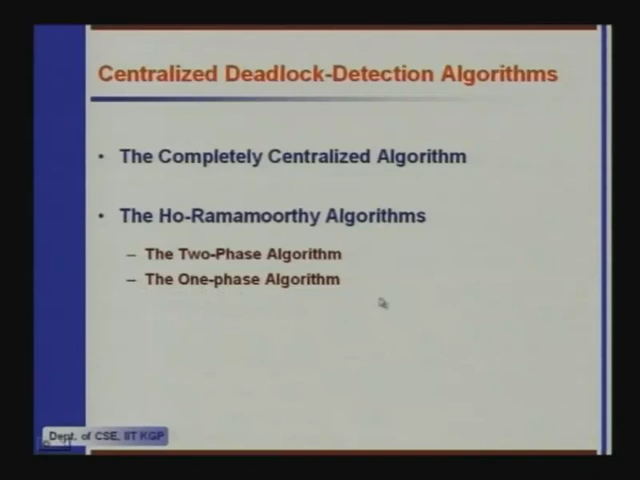 Centralized Deadlock-Detection Algorithms
• The Completely Centralized Algorithm
• The Ho-Ramamoorthy Algorithms
– The Two-Phase Algorithm
– The One-phase Algorithm
Dept. of CSE, IIT KGP